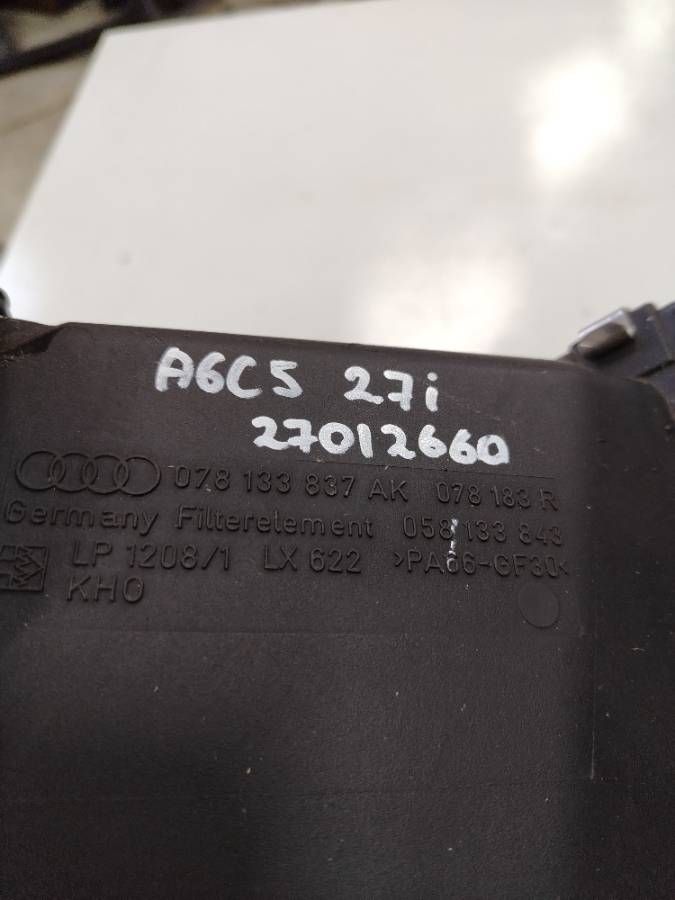 A6C5 27i
27012660
078 133 837 AK 078 183 R
Germany Filterelement 058 133 843
LP 1208/1 LX 622 >PA66-GF30<
KHO